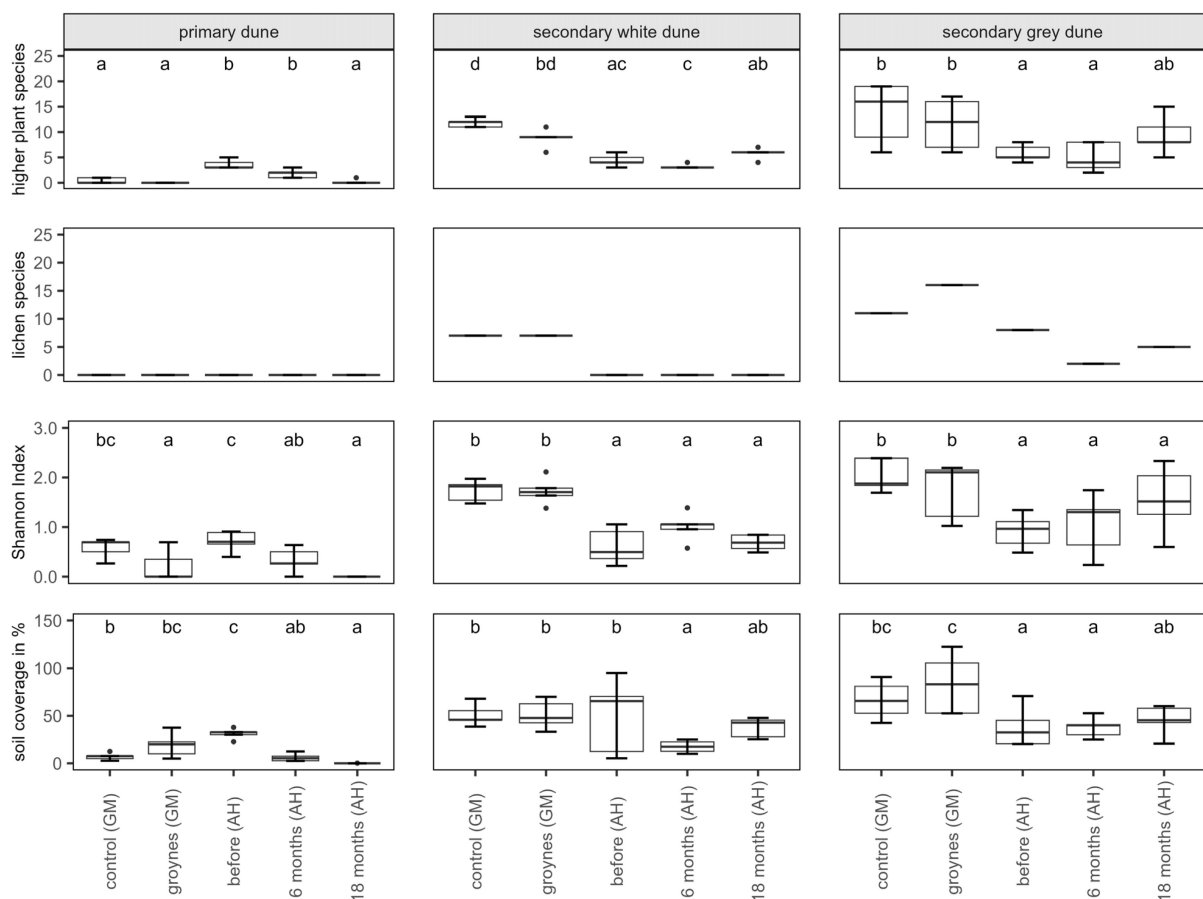 primary dune secondary white dune secondary grey dune
higher plant species
25
20
15
10
5
0
a a b b a
d bd ac c ab
b b a a ab
lichen species
25
20
15
10
5
0
Shannon Index
3.0
2.0
1.0
0.0
bc a c ab a
b b a a a
b b a a a
soil coverage in %
150
100
50
0
b bc c ab a
b b b a ab
bc c a a ab
control (GM)
groynes (GM)
before (AH)
6 months (AH)
18 months (AH)
control (GM)
groynes (GM)
before (AH)
6 months (AH)
18 months (AH)
control (GM)
groynes (GM)
before (AH)
6 months (AH)
18 months (AH)